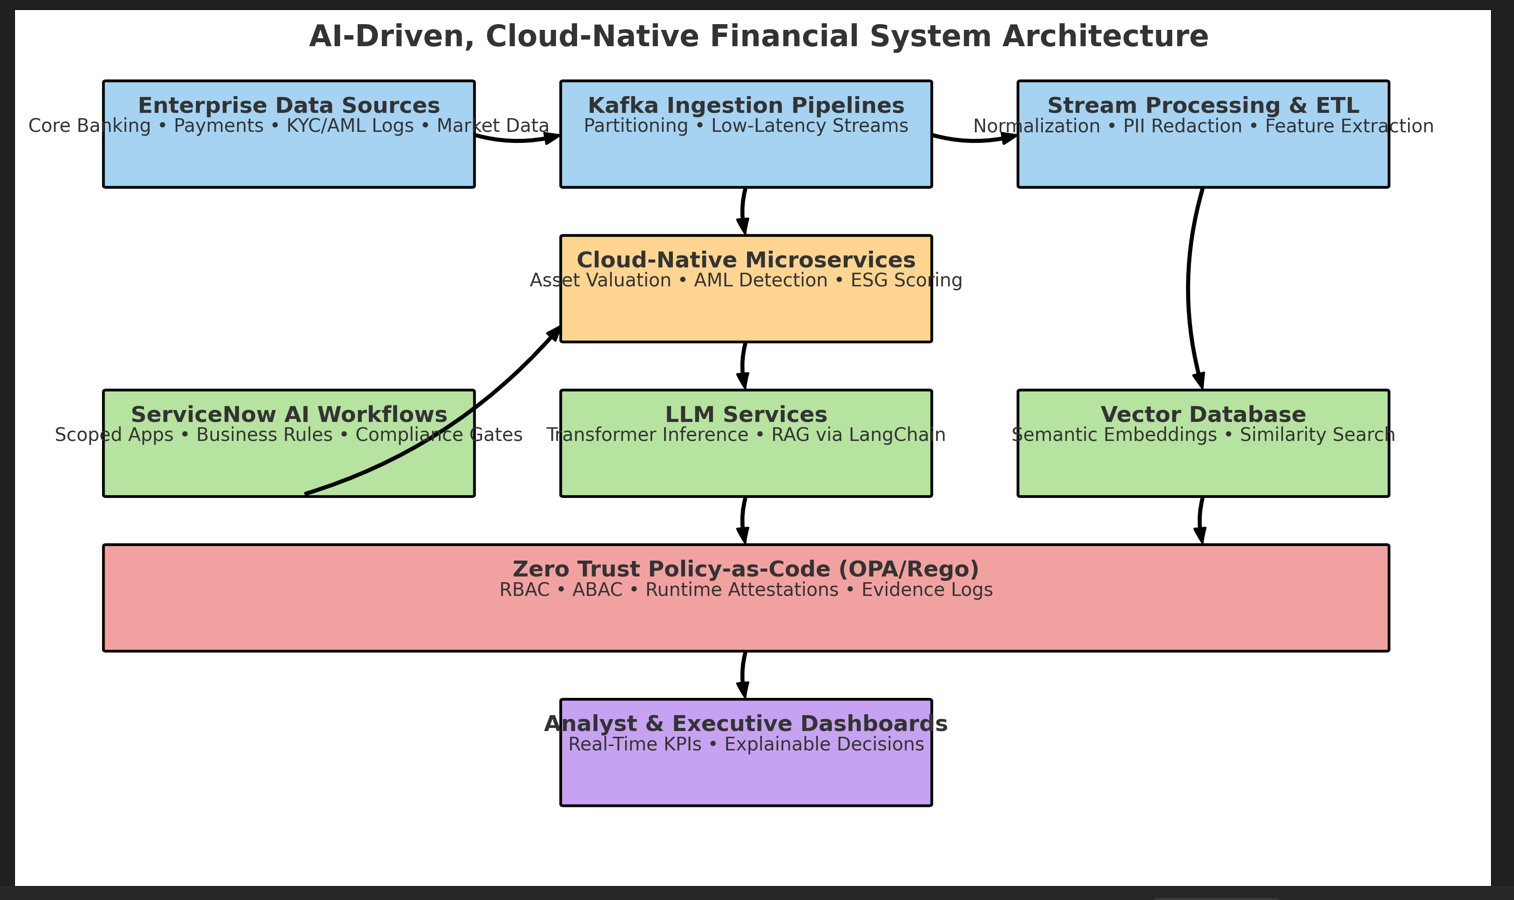 AI-Driven, Cloud-Native Financial System Architecture
Enterprise Data Sources
Core Banking • Payments • KYC/AML Logs • Market Data
Kafka Ingestion Pipelines
Partitioning • Low-Latency Streams
Stream Processing & ETL
Normalization • PII Redaction • Feature Extraction
Cloud-Native Microservices
Asset Valuation • AML Detection • ESG Scoring
ServiceNow AI Workflows
Scoped Apps • Business Rules • Compliance Gates
LLM Services
Transformer Inference • RAG via LangChain
Vector Database
Semantic Embeddings • Similarity Search
Zero Trust Policy-as-Code (OPA/Rego)
RBAC • ABAC • Runtime Attestations • Evidence Logs
Analyst & Executive Dashboards
Real-Time KPIs • Explainable Decisions